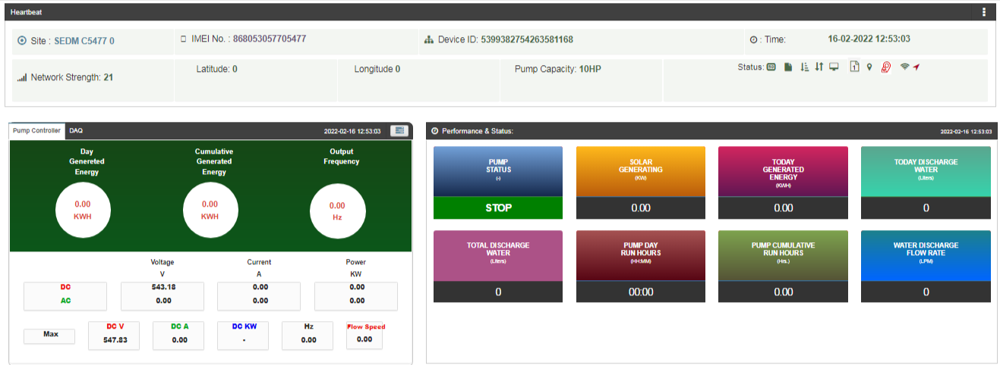 Heartbeat
Site : SEDM C5477 0
IMEI No. : 868053057705477
Device ID: 5399382754263581168
: Time: 16-02-2022 12:53:03
Network Strength: 21
Latitude: 0
Longitude 0
Pump Capacity: 10HP
Status:
1
Pump Controller DAQ 2022-02-16 12:53:03
Day
Genereted
Energy
Cumulative
Generated
Energy
Output
Frequency
0.00
KWH
0.00
KWH
0.00
Hz
Voltage Current Power
V A KW
DC 543.18 0.00 0.00
AC 0.00 0.00 0.00
Max
DC V
547.83
DC A
0.00
DC KW
-
Hz
0.00
Flow Speed
0.00
Performance & Status: 2022-02-16 12:53:03
PUMP
STATUS
(-)
STOP
SOLAR
GENERATING
(KW)
0.00
TODAY
GENERATED
ENERGY
(KWH)
0.00
TODAY DISCHARGE
WATER
(Liters)
0
TOTAL DISCHARGE
WATER
(Liters)
0
PUMP DAY
RUN HOURS
(HH:MM)
00:00
PUMP CUMULATIVE
RUN HOURS
(Hrs.)
0.00
WATER DISCHARGE
FLOW RATE
(LPM)
0